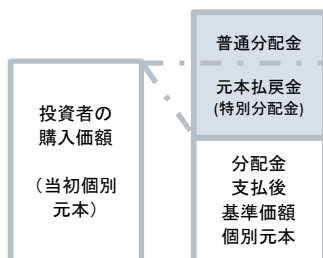 普通分配金
元本払戻金
(特別分配金)
投資者の
購入価額
(当初個別
元本)
分配金
支払後
基準価額
個別元本